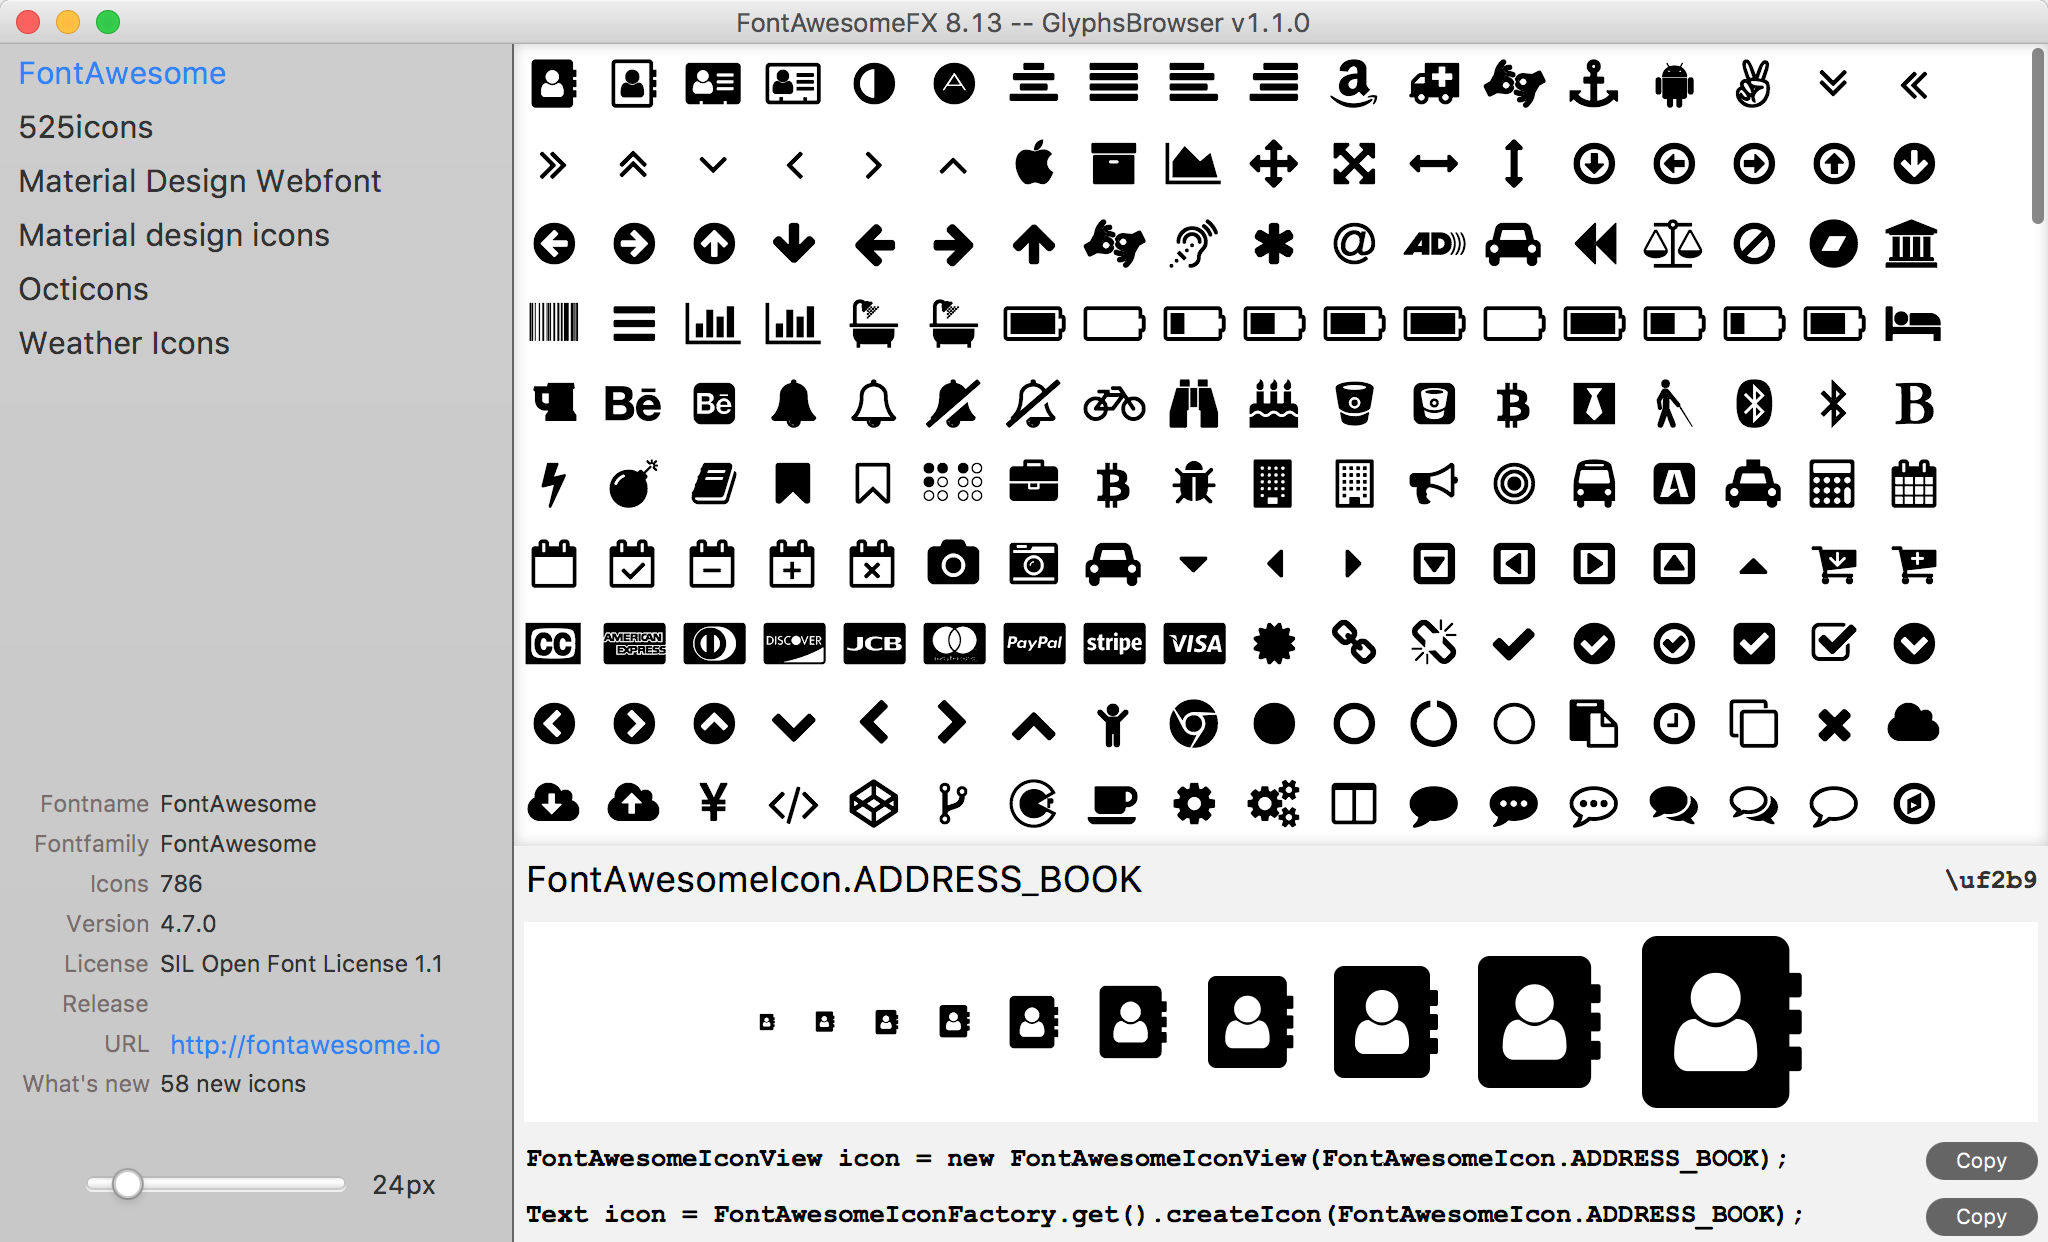 FontAwesomeFX 8.13 -- GlyphsBrowser v1.1.0
FontAwesome
525icons
Material Design Webfont
Material design icons
Octicons
Weather Icons
Fontname FontAwesome
Fontfamily FontAwesome
Icons 786
Version 4.7.0
License SIL Open Font License 1.1
Release
URL http://fontawesome.io
What's new 58 new icons
24px
a
@ AD
Bē Bē B
A
CC AMERICAN EXPRESS DISCOVER JCB PayPal stripe VISA
¥ </>
FontAwesomeIcon.ADDRESS_BOOK
\uf2b9
FontAwesomeIconView icon = new FontAwesomeIconView(FontAwesomeIcon.ADDRESS_BOOK);
Copy
Text icon = FontAwesomeIconFactory.get().createIcon(FontAwesomeIcon.ADDRESS_BOOK);
Copy